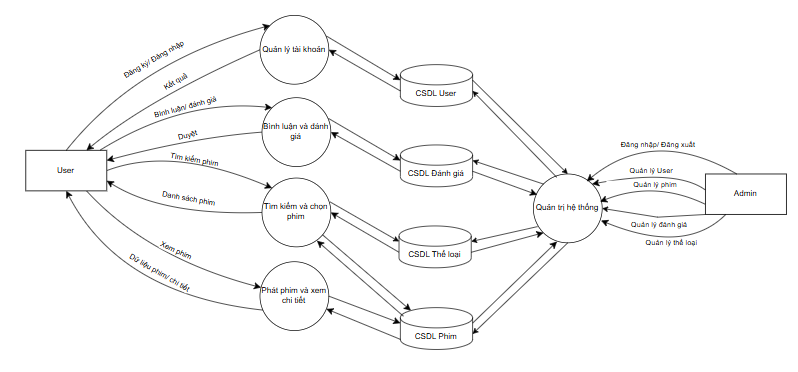 Quản lý tài khoản
Đăng ký/ Đăng nhập
Kết quả
CSDL User
Bình luận/ đánh giá
Bình luận và đánh
giá
Duyệt
Đăng nhập/ Đăng xuất
Tìm kiếm phim
User
CSDL Đánh giá
Quản lý User
Quản lý phim
Admin
Danh sách phim
Tìm kiếm và chọn
phim
Quản trị hệ thống
Quản lý đánh giá
Quản lý thể loại
Xem phim
CSDL Thể loại
Dữ liệu phim/ chi tiết
Phát phim và xem
chi tiết
CSDL Phim